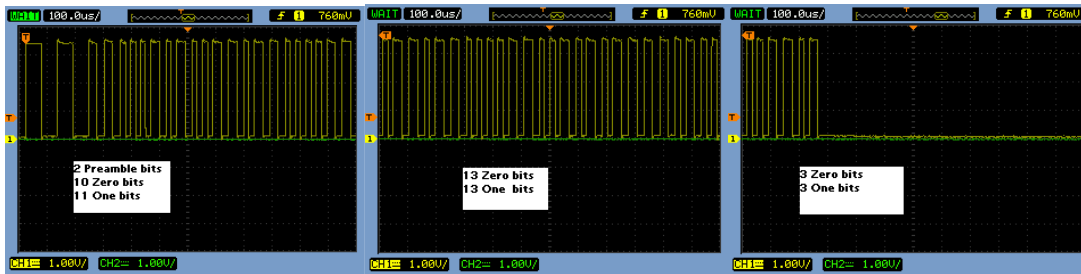 WAIT 100.0us/ T f 1 760mV
T
T
1
2 Preamble bits
10 Zero bits
11 One bits
CH1 1.00V/ CH2 1.00V/
WAIT 100.0us/ T f 1 760mV
T
T
1
13 Zero bits
13 One bits
CH1 1.00V/ CH2 1.00V/
WAIT 100.0us/ T f 1 760mV
T
T
1
3 Zero bits
3 One bits
CH1 1.00V/ CH2 1.00V/